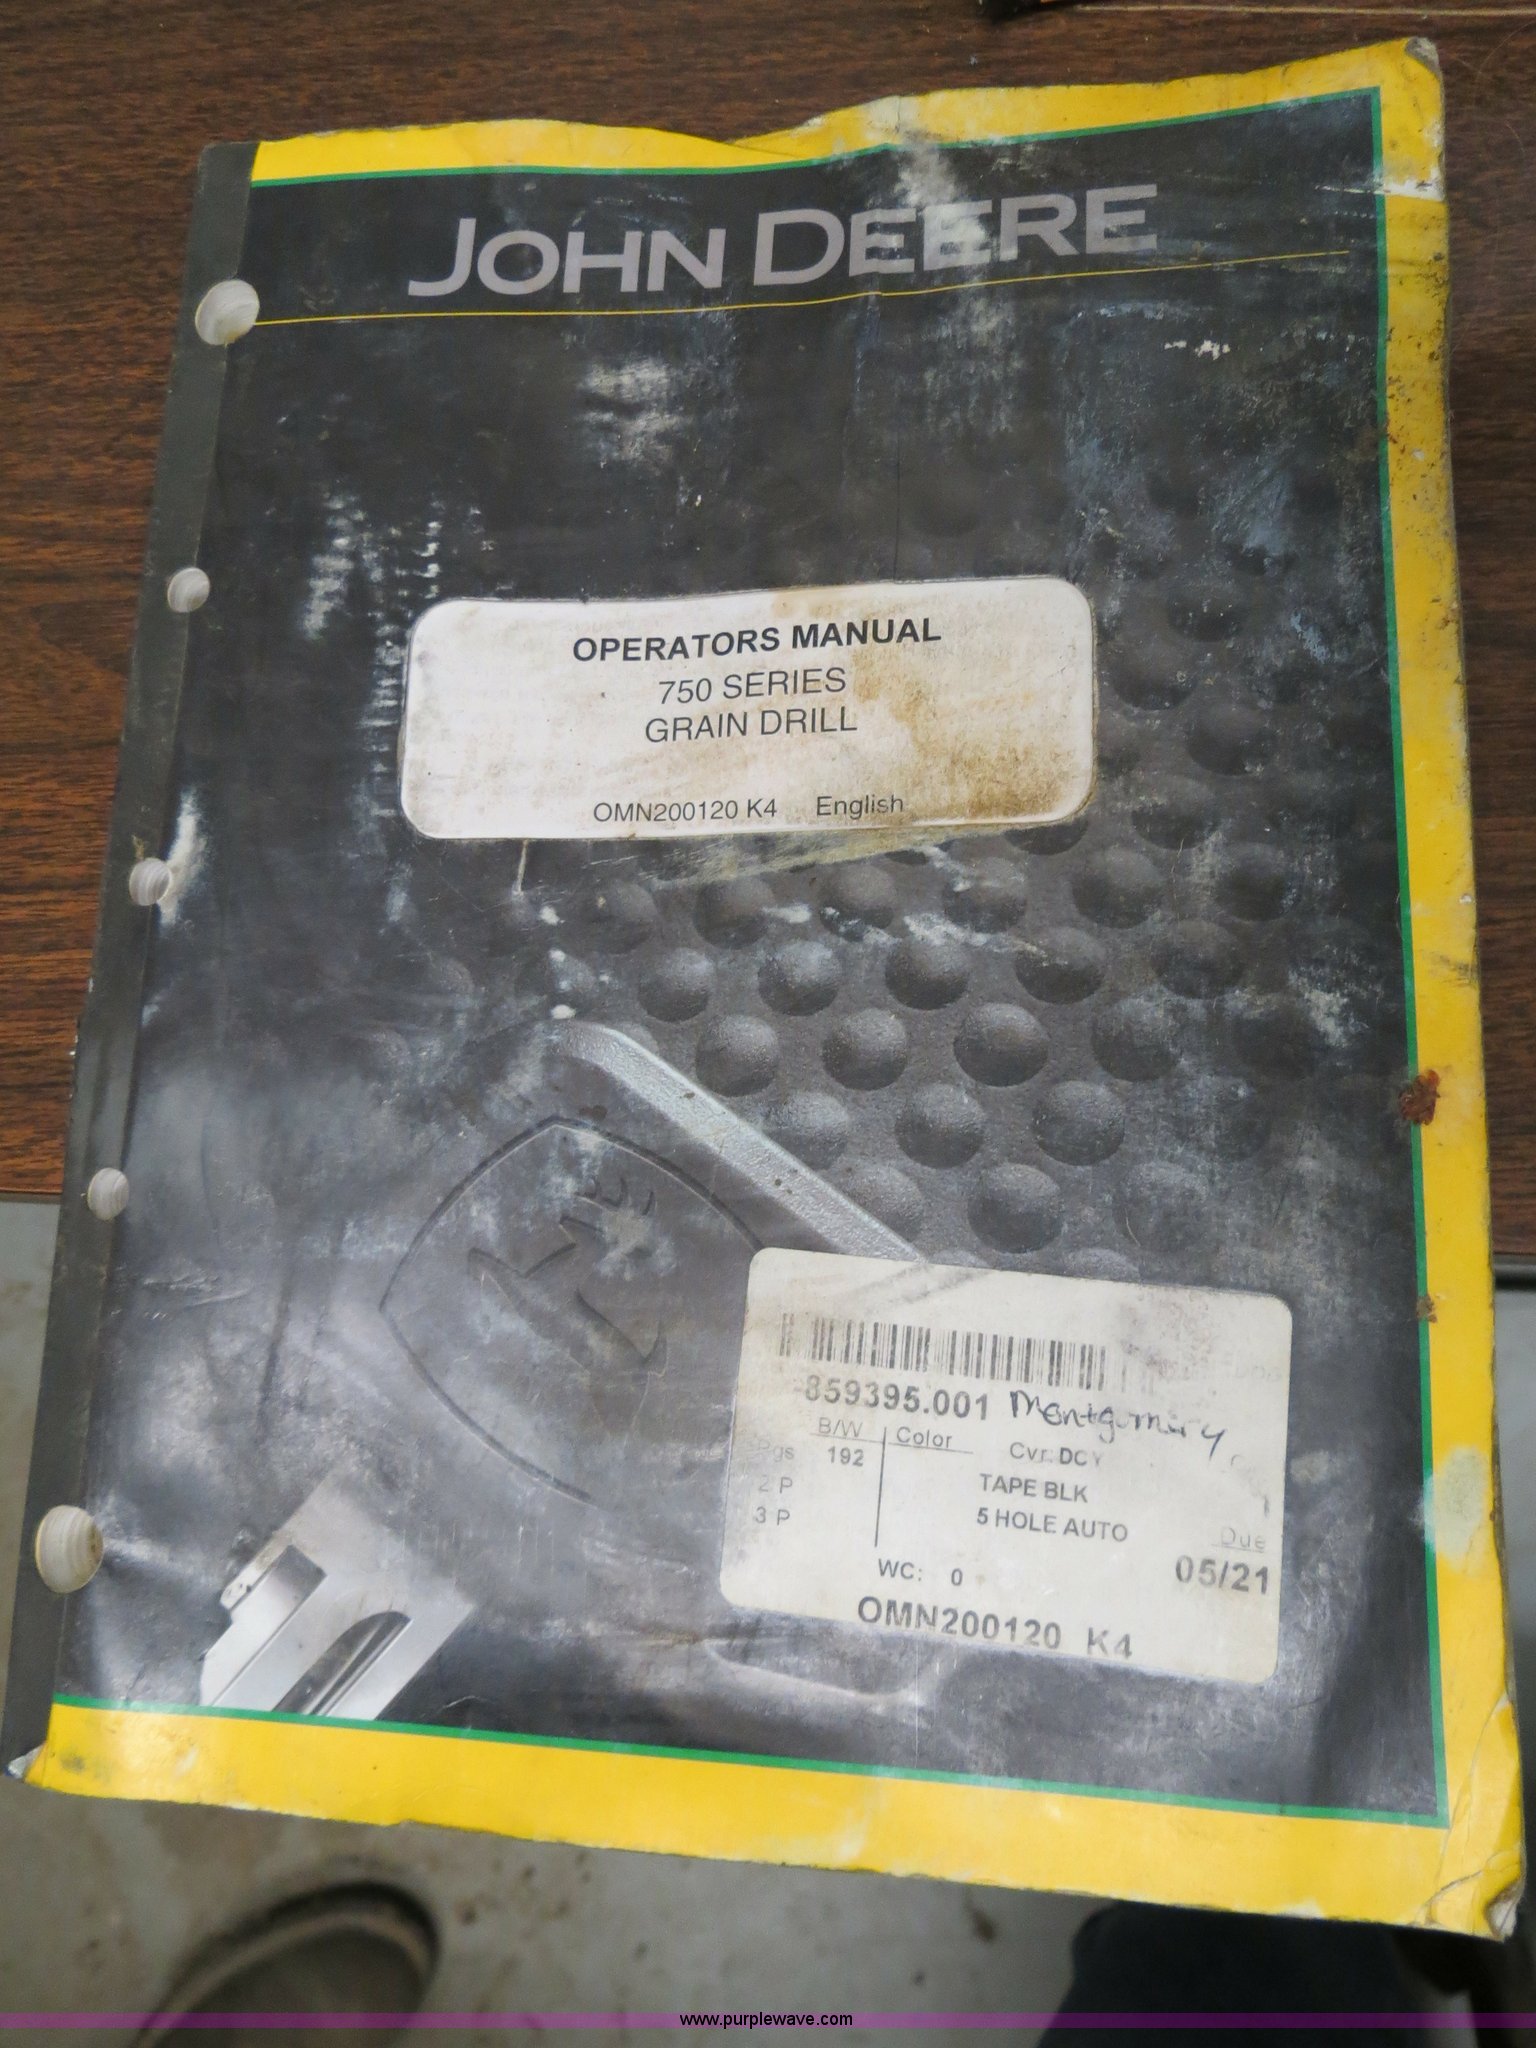 JOHN DEERE
OPERATORS MANUAL
750 SERIES
GRAIN DRILL
OMN200120 K4 English
859395.001 Montgomery
B/W Color Cvr: DCY
Pgs 192
2 P TAPE BLK
3 P 5 HOLE AUTO
Due
WC: 0 05/21
OMN200120 K4
www.purplewave.com